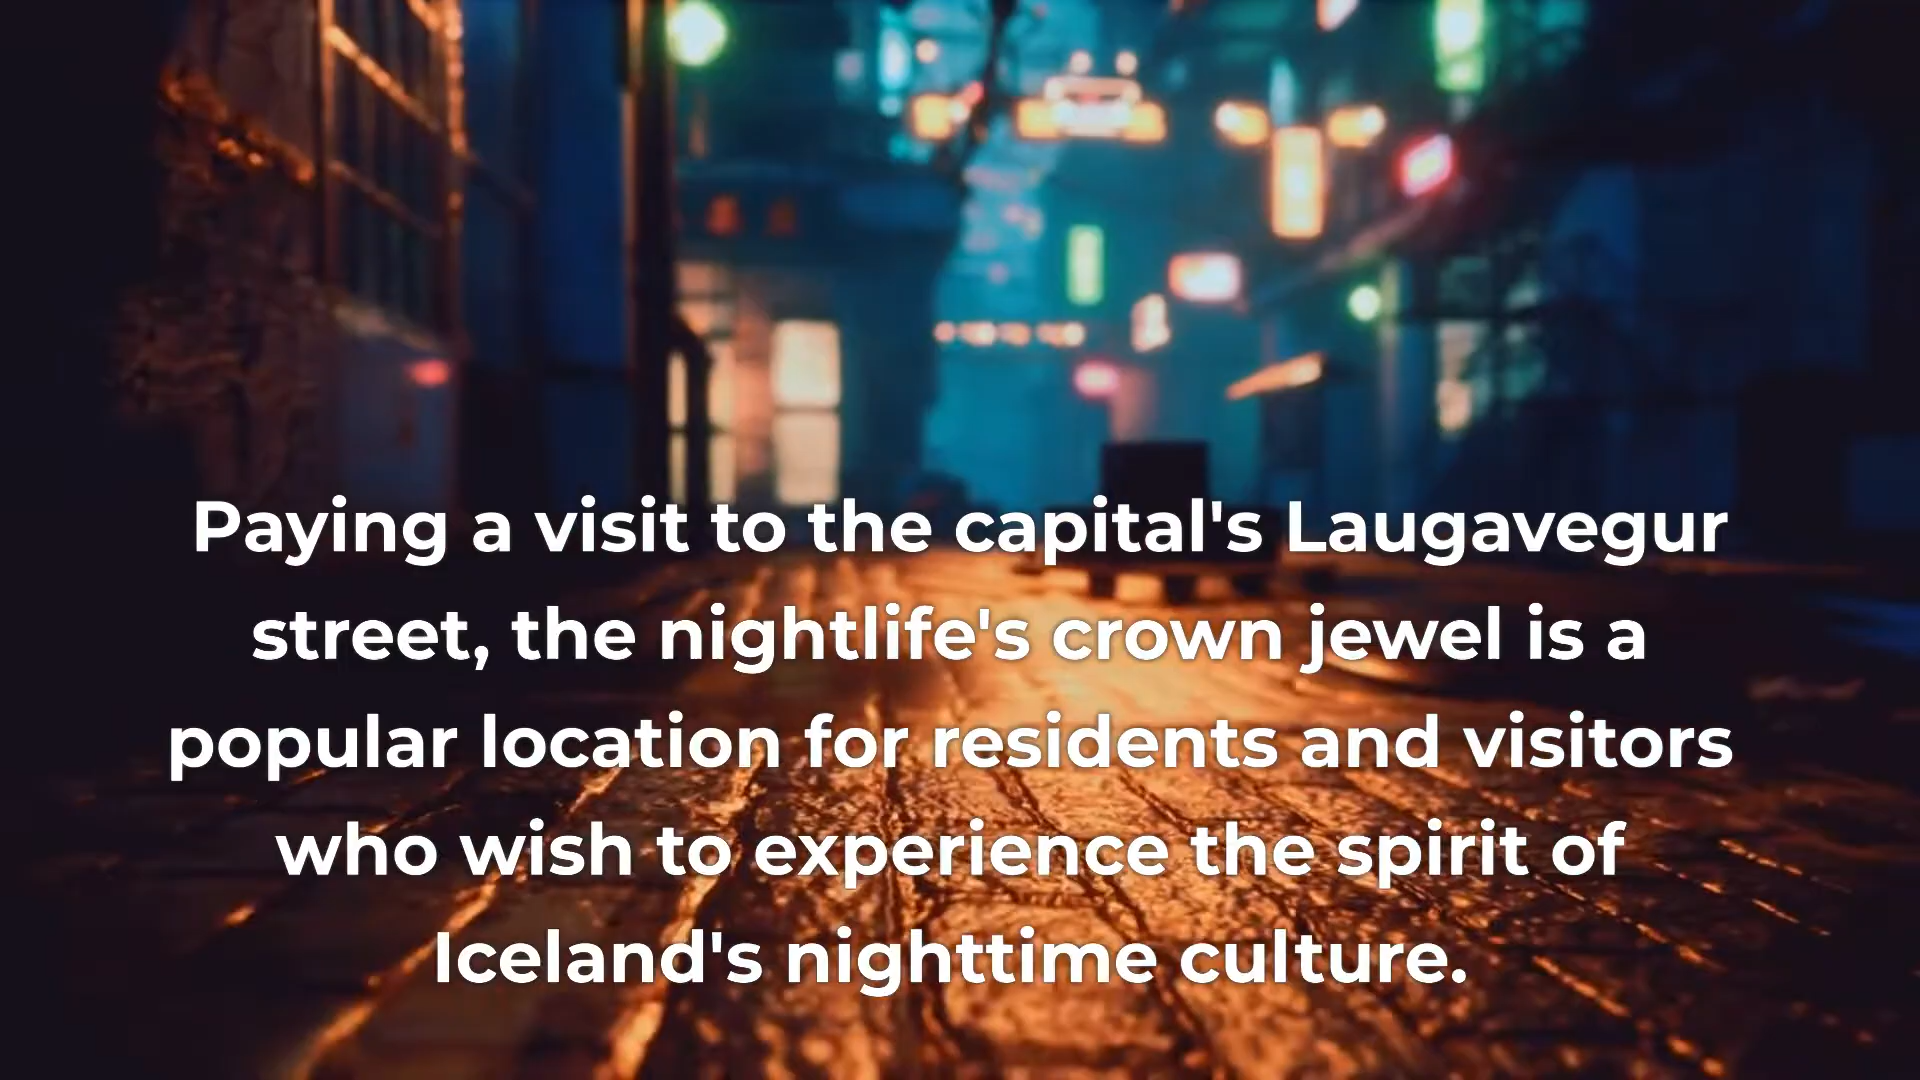 Paying a visit to the capital's Laugavegur
street, the nightlife's crown jewel is a
popular location for residents and visitors
who wish to experience the spirit of
Iceland's nighttime culture.